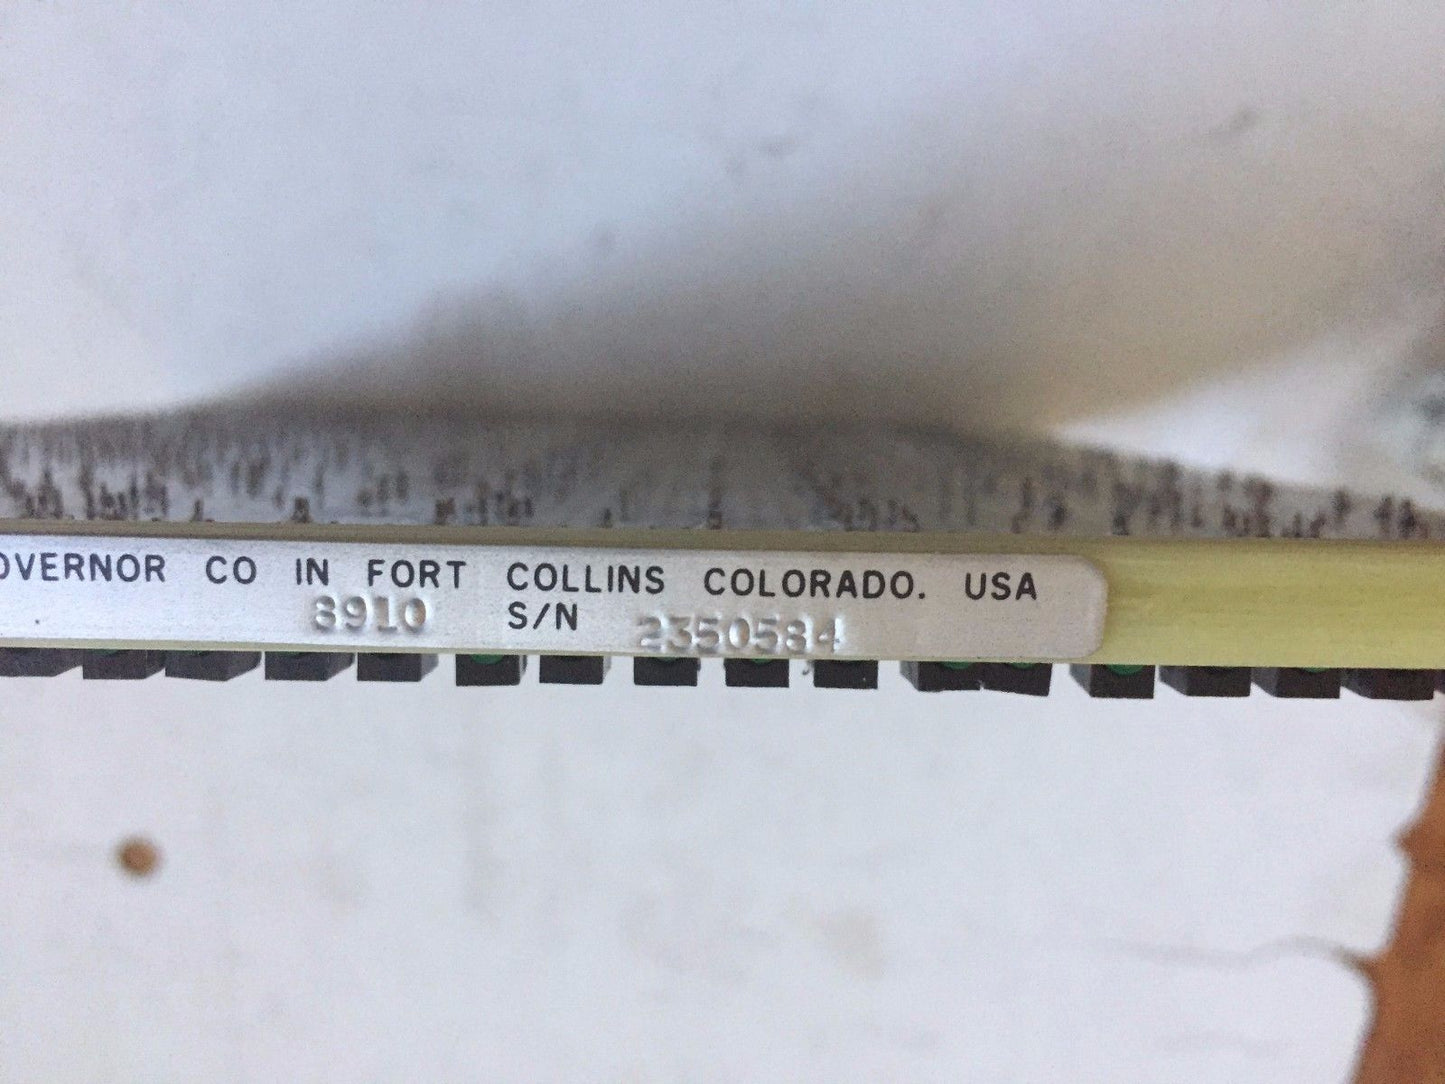 OVERNOR CO IN FORT COLLINS COLORADO. USA
8910 S/N 2350584